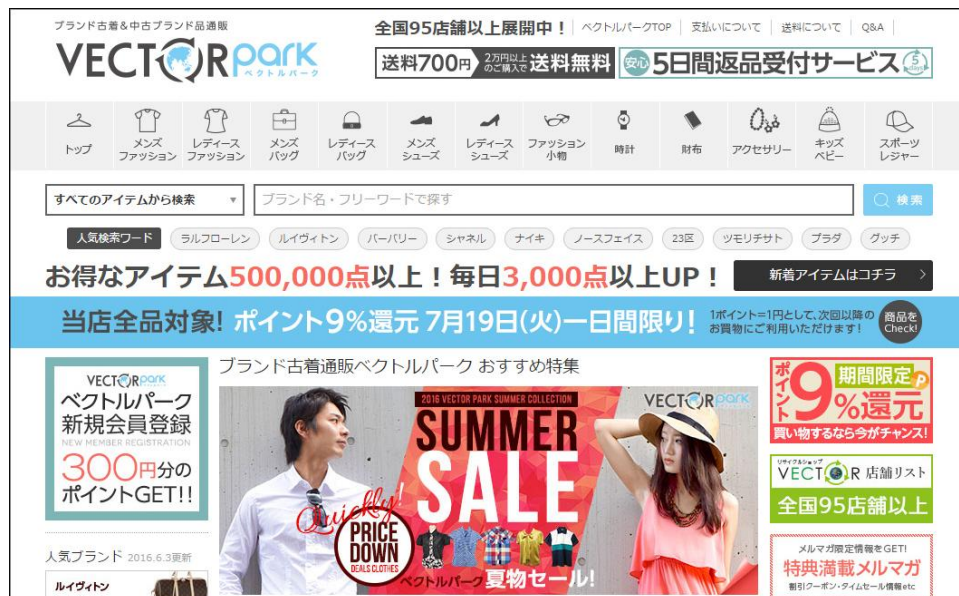 ブランド古着&中古ブランド品通販
VECTOR PARK
ベクトルパーク
全国95店舗以上展開中！
ベクトルパークTOP
支払いについて
送料について
Q&A
送料700円
2万円以上のご購入で
送料無料
安心
5日間返品受付サービス
5
days
トップ
メンズ
ファッション
レディース
ファッション
メンズ
バッグ
レディース
バッグ
メンズ
シューズ
レディース
シューズ
ファッション
小物
時計
財布
アクセサリー
キッズ
ベビー
スポーツ
レジャー
すべてのアイテムから検索
ブランド名・フリーワードで探す
検索
人気検索ワード
ラルフローレン
ルイヴィトン
バーバリー
シャネル
ナイキ
ノースフェイス
23区
ツモリチサト
プラダ
グッチ
お得なアイテム500,000点以上！毎日3,000点以上UP！
新着アイテムはコチラ
当店全品対象! ポイント9%還元 7月19日(火)一日間限り!
1ポイント=1円として、次回以降の
お買物にご利用いただけます!
商品を
Check!
VECTOR PARK
ベクトルパーク
新規会員登録
NEW MEMBER REGISTRATION
300円分の
ポイントGET!!
人気ブランド 2016.6.3更新
ルイヴィトン
ブランド古着通販ベクトルパーク おすすめ特集
2016 VECTOR PARK SUMMER COLLECTION
VECTOR PARK
SUMMER
SALE
Quickly!
PRICE
DOWN
DEALS CLOTHES
ベクトルパーク夏物セール!
ポイント
9%還元
期間限定
P
買い物するなら今がチャンス!
リサイクルショップ
VECTOR 店舗リスト
全国95店舗以上
メルマガ限定情報をGET!
特典満載メルマガ
割引クーポン・タイムセール情報etc